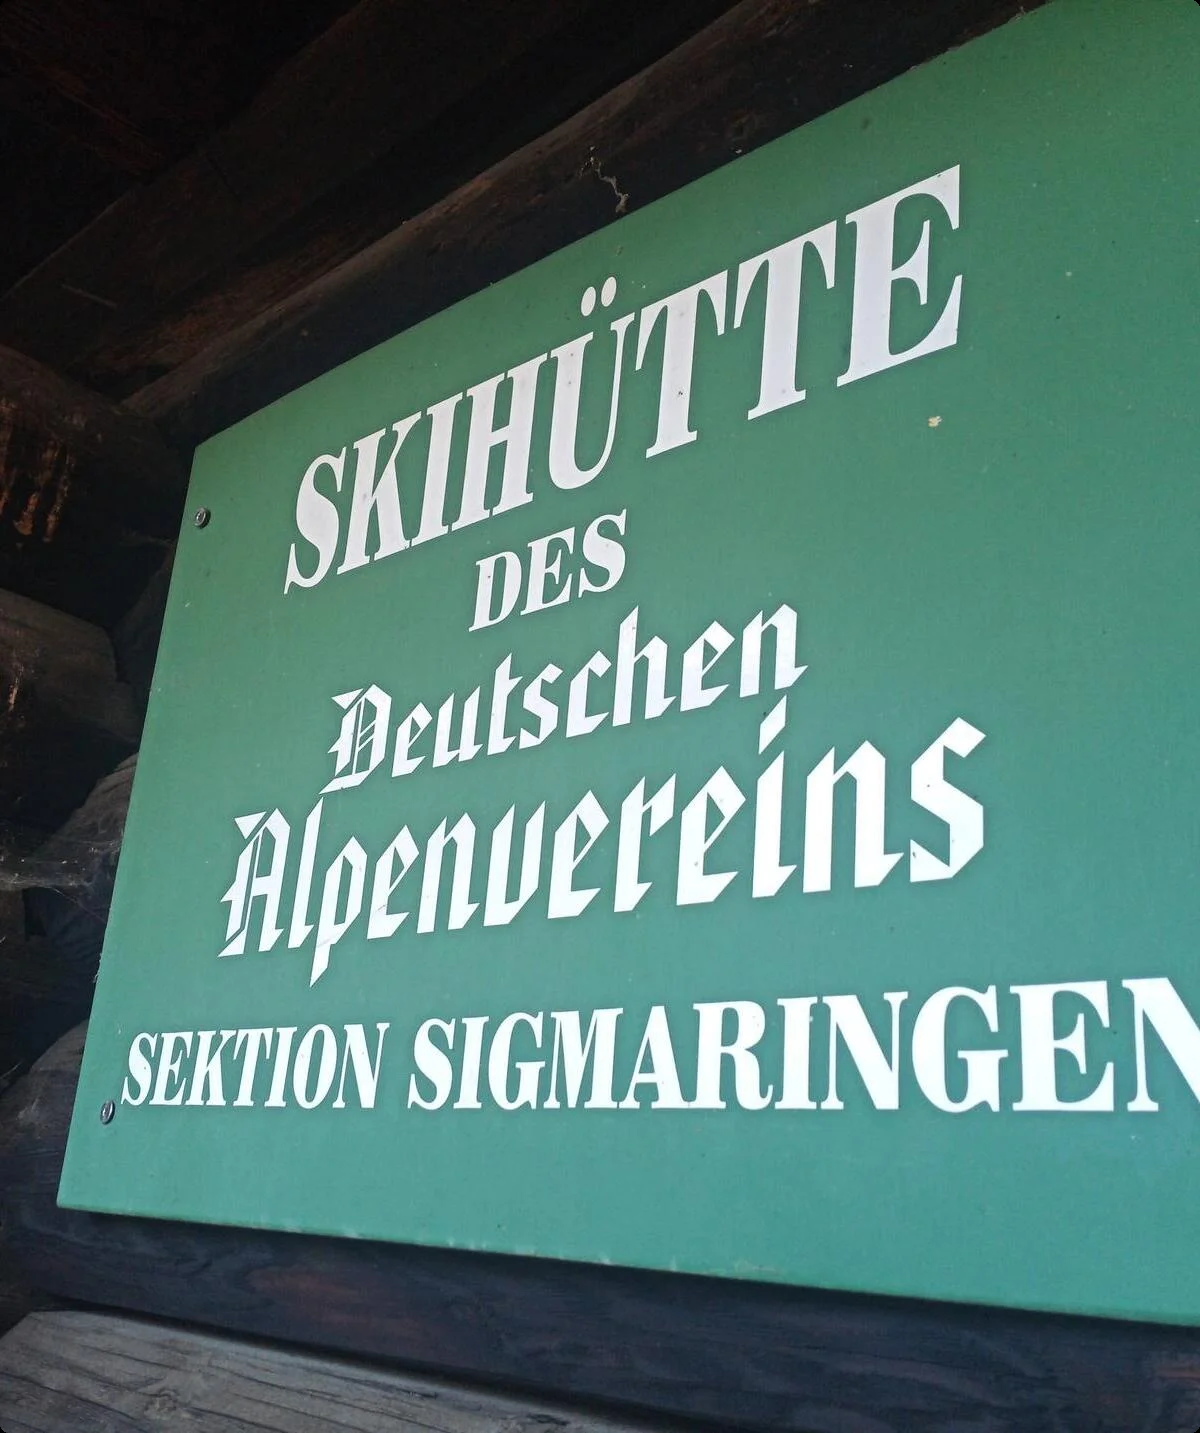 SKIHÜTTE
DES
Deutschen
Alpenvereins
SEKTION SIGMARINGEN